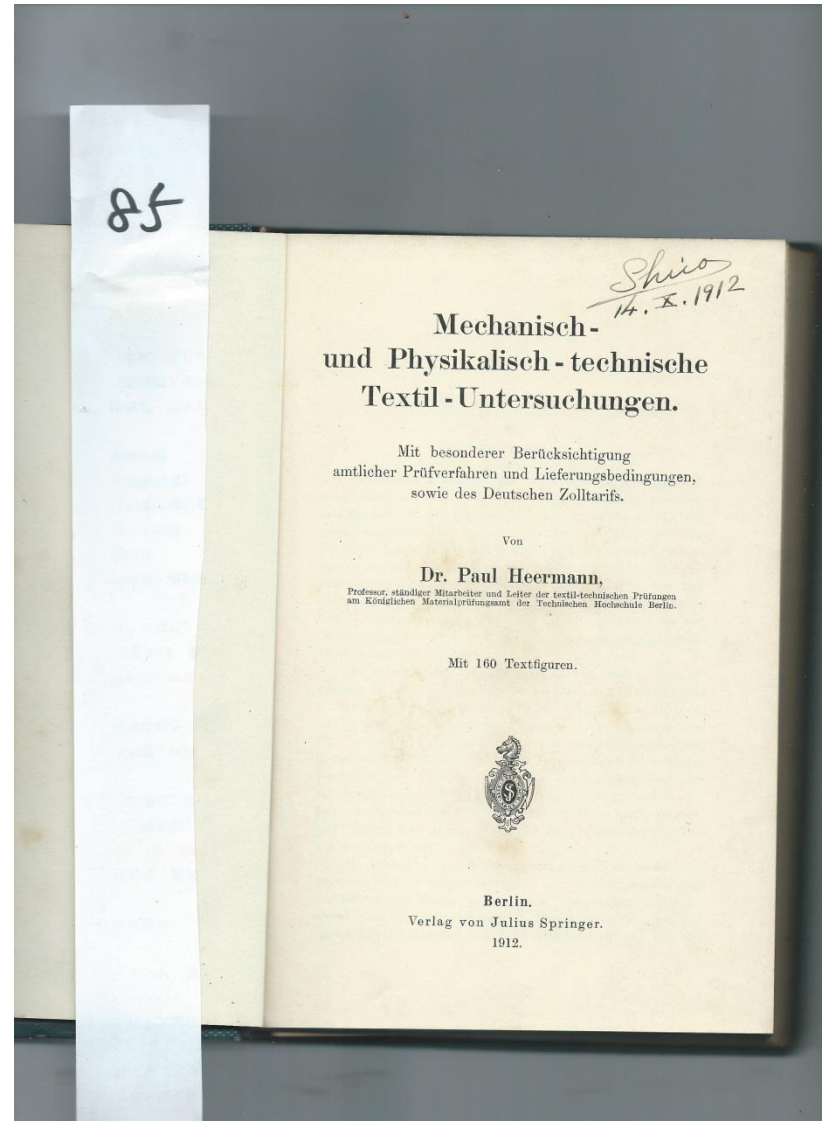 85
14. X. 1912
Mechanisch-
und Physikalisch-technische
Textil-Untersuchungen.
Mit besonderer Berücksichtigung
amtlicher Prüfverfahren und Lieferungsbedingungen,
sowie des Deutschen Zolltarifs.
Von
Dr. Paul Heermann,
Professor, ständiger Mitarbeiter und Leiter der textil-technischen Prüfungen
am Königlichen Materialprüfungsamt der Technischen Hochschule Berlin.
Mit 160 Textfiguren.
Berlin.
Verlag von Julius Springer.
1912.